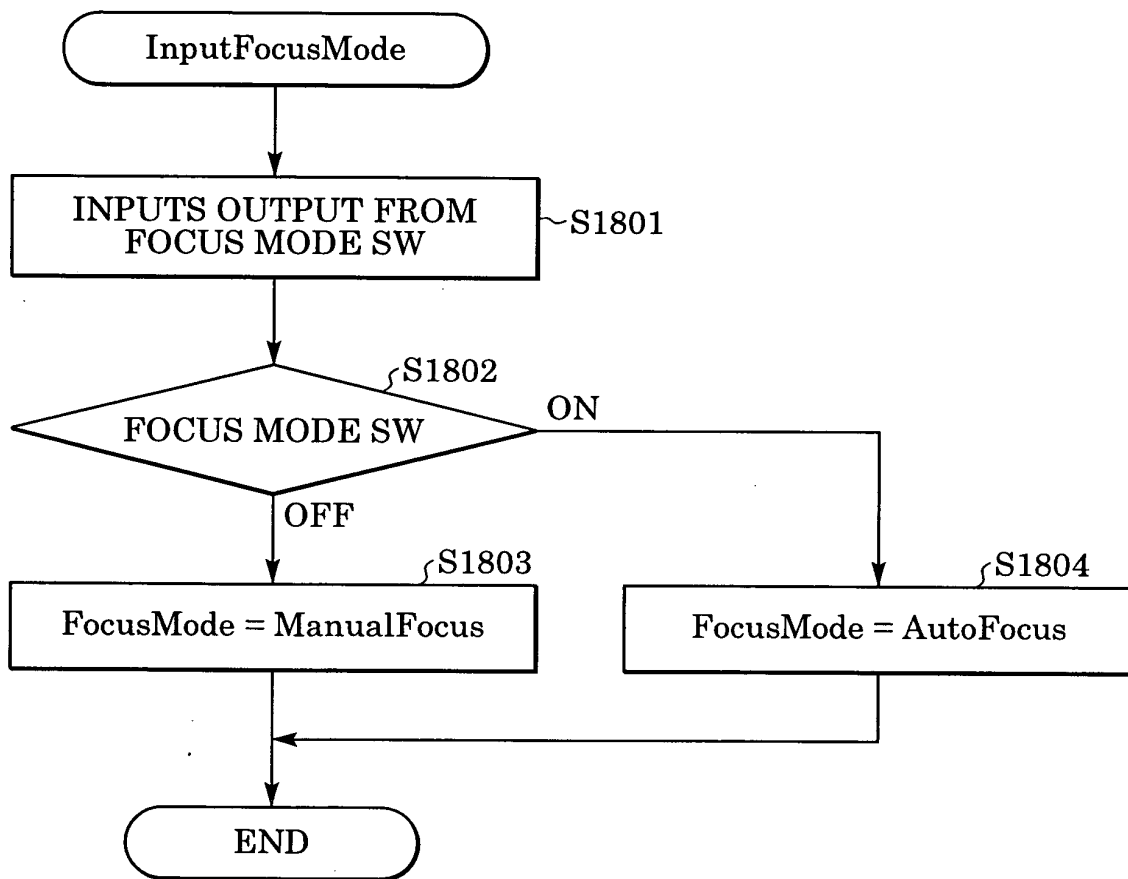 InputFocusMode
INPUTS OUTPUT FROM
FOCUS MODE SW
S1801
S1802
FOCUS MODE SW
ON
OFF
S1803
FocusMode = ManualFocus
S1804
FocusMode = AutoFocus
END